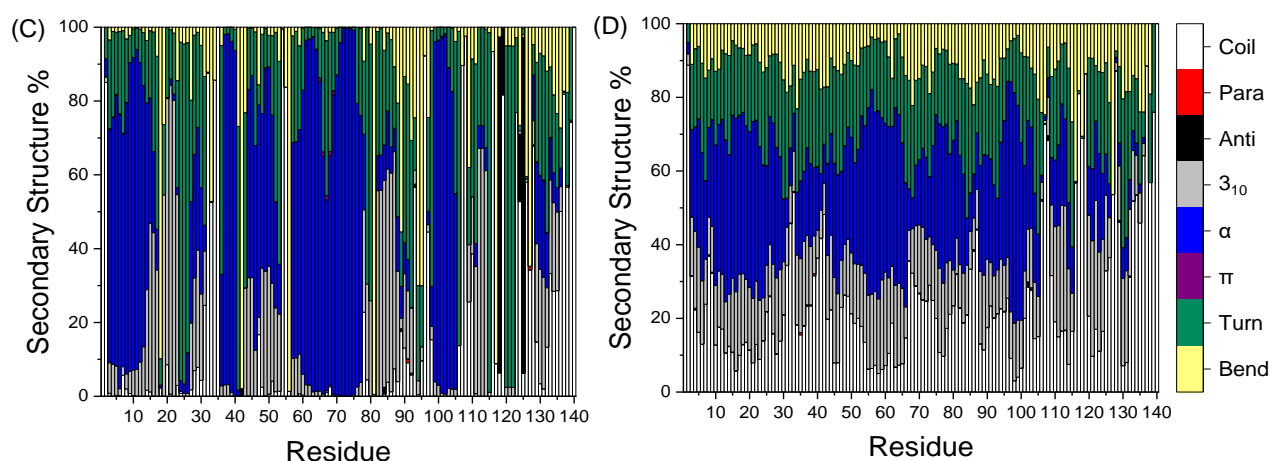 (C)
Secondary Structure %
100
80
60
40
20
0
10 20 30 40 50 60 70 80 90 100 110 120 130 140
Residue
(D)
Secondary Structure %
100
80
60
40
20
0
10 20 30 40 50 60 70 80 90 100 110 120 130 140
Residue
Coil
Para
Anti
3₁₀
α
π
Turn
Bend